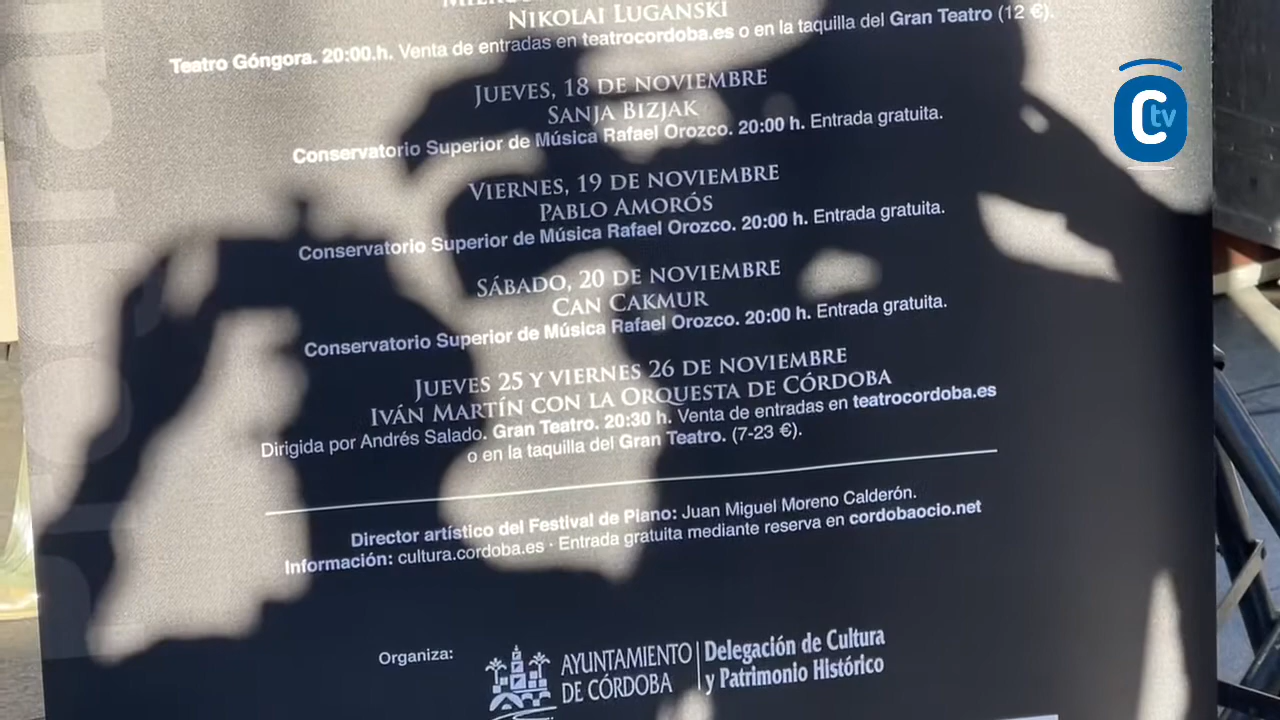 NIKOLAI LUGANSKI
Teatro Góngora. 20:00.h. Venta de entradas en teatrocordoba.es o en la taquilla del Gran Teatro (12 €).
JUEVES, 18 DE NOVIEMBRE
SANJA BIZJAK
Conservatorio Superior de Música Rafael Orozco. 20:00 h. Entrada gratuita.
VIERNES, 19 DE NOVIEMBRE
PABLO AMORÓS
Conservatorio Superior de Música Rafael Orozco. 20:00 h. Entrada gratuita.
SÁBADO, 20 DE NOVIEMBRE
CAN CAKMUR
Conservatorio Superior de Música Rafael Orozco. 20:00 h. Entrada gratuita.
JUEVES 25 Y VIERNES 26 DE NOVIEMBRE
IVÁN MARTÍN CON LA ORQUESTA DE CÓRDOBA
Dirigida por Andrés Salado. Gran Teatro. 20:30 h. Venta de entradas en teatrocordoba.es
o en la taquilla del Gran Teatro. (7-23 €).
Director artístico del Festival de Piano: Juan Miguel Moreno Calderón.
Información: cultura.cordoba.es · Entrada gratuita mediante reserva en cordobaocio.net
Organiza:
AYUNTAMIENTO
DE CÓRDOBA
Delegación de Cultura
y Patrimonio Histórico
Ctv